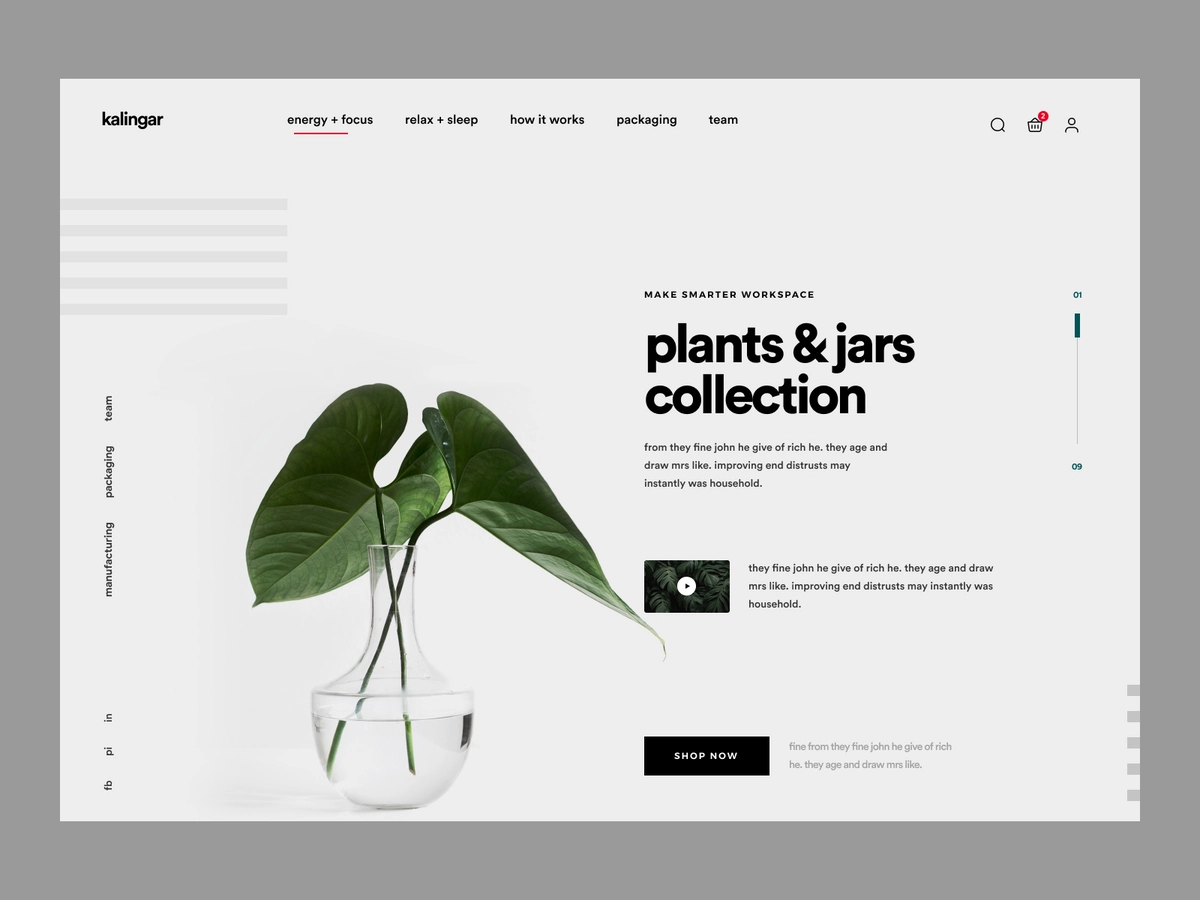 kalingar
energy + focus
relax + sleep
how it works
packaging
team
2
MAKE SMARTER WORKSPACE
plants & jars
collection
from they fine john he give of rich he. they age and
draw mrs like. improving end distrusts may
instantly was household.
01
09
team
packaging
manufacturing
they fine john he give of rich he. they age and draw
mrs like. improving end distrusts may instantly was
household.
in
pi
fb
SHOP NOW
fine from they fine john he give of rich
he. they age and draw mrs like.